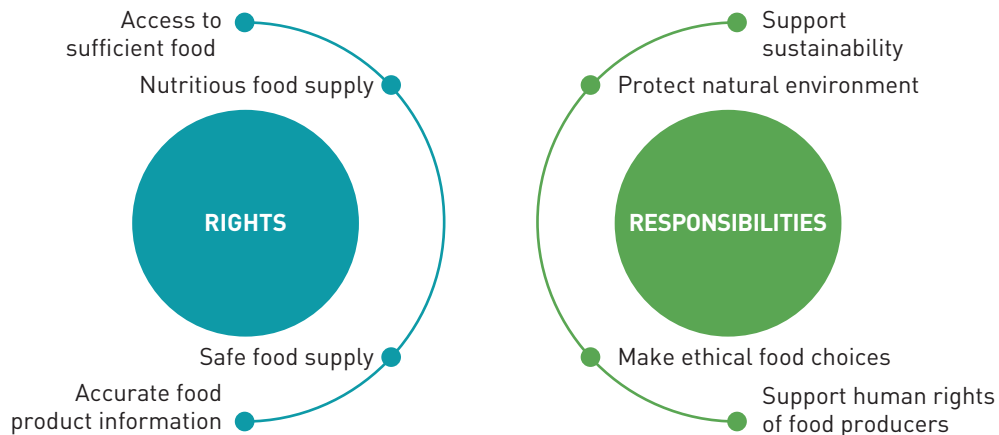 Access to
sufficient food
Nutritious food supply
RIGHTS
Safe food supply
Accurate food
product information
Support
sustainability
Protect natural environment
RESPONSIBILITIES
Make ethical food choices
Support human rights
of food producers